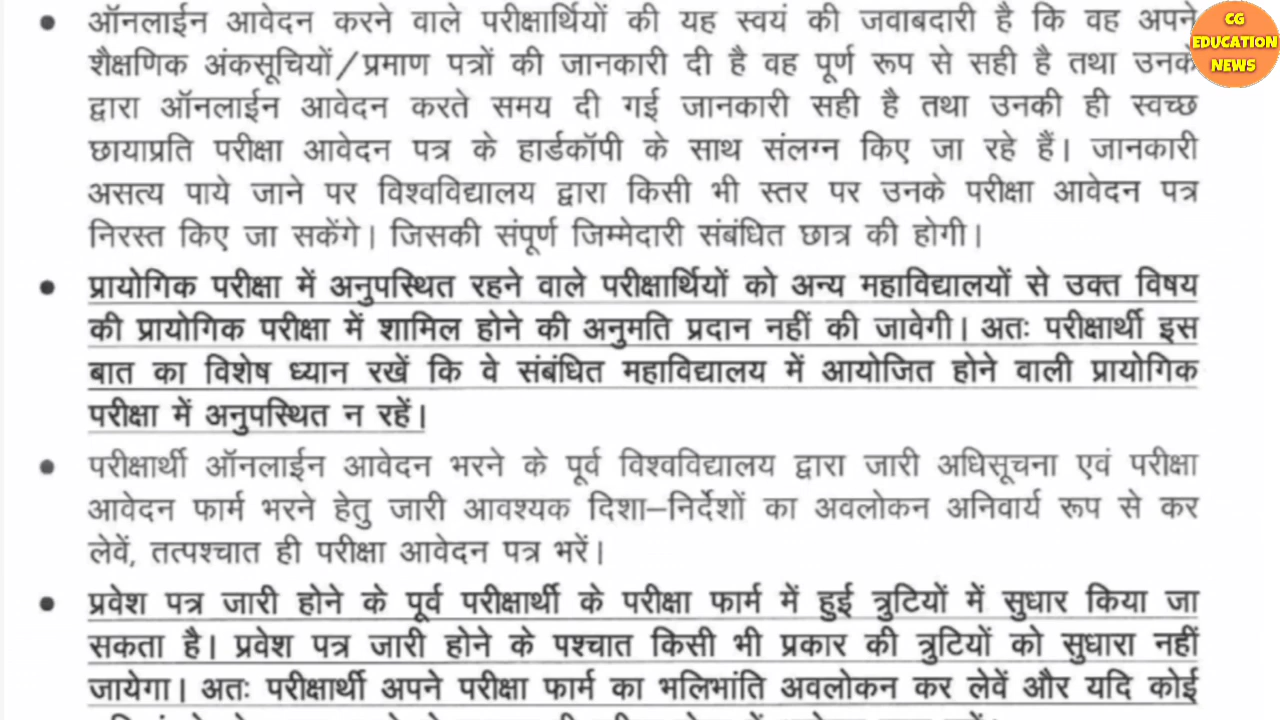 • ऑनलाईन आवेदन करने वाले परीक्षार्थियों की यह स्वयं की जवाबदारी है कि वह अपने
शैक्षणिक अंकसूचियों/प्रमाण पत्रों की जानकारी दी है वह पूर्ण रूप से सही है तथा उनके
द्वारा ऑनलाईन आवेदन करते समय दी गई जानकारी सही है तथा उनकी ही स्वच्छ
छायाप्रति परीक्षा आवेदन पत्र के हार्डकॉपी के साथ संलग्न किए जा रहे हैं। जानकारी
असत्य पाये जाने पर विश्वविद्यालय द्वारा किसी भी स्तर पर उनके परीक्षा आवेदन पत्र
निरस्त किए जा सकेंगे। जिसकी संपूर्ण जिम्मेदारी संबंधित छात्र की होगी।
• प्रायोगिक परीक्षा में अनुपस्थित रहने वाले परीक्षार्थियों को अन्य महाविद्यालयों से उक्त विषय
की प्रायोगिक परीक्षा में शामिल होने की अनुमति प्रदान नहीं की जावेगी। अतः परीक्षार्थी इस
बात का विशेष ध्यान रखें कि वे संबंधित महाविद्यालय में आयोजित होने वाली प्रायोगिक
परीक्षा में अनुपस्थित न रहें।
• परीक्षार्थी ऑनलाईन आवेदन भरने के पूर्व विश्वविद्यालय द्वारा जारी अधिसूचना एवं परीक्षा
आवेदन फार्म भरने हेतु जारी आवश्यक दिशा–निर्देशों का अवलोकन अनिवार्य रूप से कर
लेवें, तत्पश्चात ही परीक्षा आवेदन पत्र भरें।
• प्रवेश पत्र जारी होने के पूर्व परीक्षार्थी के परीक्षा फार्म में हुई त्रुटियों में सुधार किया जा
सकता है। प्रवेश पत्र जारी होने के पश्चात किसी भी प्रकार की त्रुटियों को सुधारा नहीं
जायेगा। अतः परीक्षार्थी अपने परीक्षा फार्म का भलिभांति अवलोकन कर लेवें और यदि कोई
CG
EDUCATION
NEWS